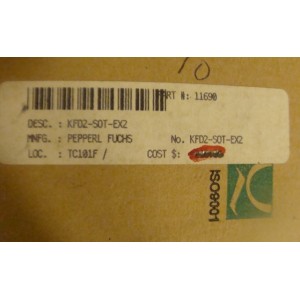 10
PART #: 11690
DESC. : KFD2-SOT-EX2
MNFG. : PEPPERL FUCHS No. KFD2-SOT-EX2
LOC. : TC101F / COST $:
ISO9001